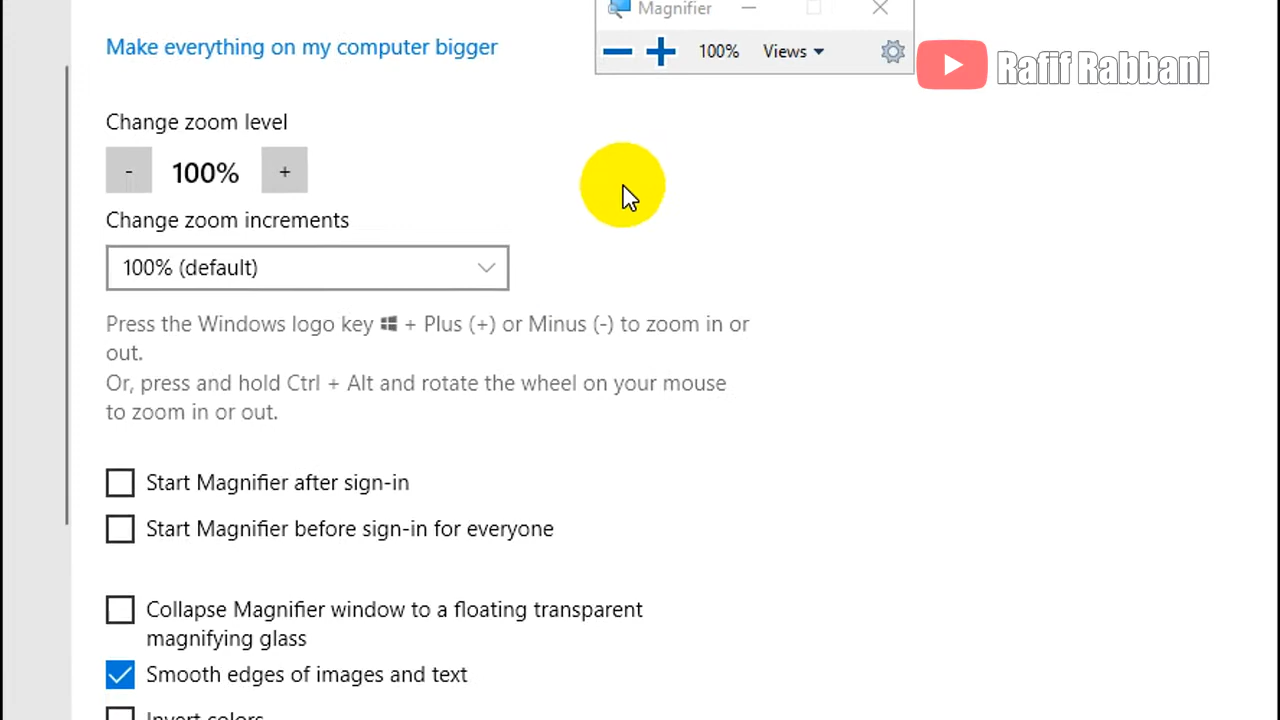 Magnifier
Make everything on my computer bigger
100% Views
Rafif Rabbani
Change zoom level
- 100% +
Change zoom increments
100% (default)
Press the Windows logo key + Plus (+) or Minus (-) to zoom in or
out.
Or, press and hold Ctrl + Alt and rotate the wheel on your mouse
to zoom in or out.
Start Magnifier after sign-in
Start Magnifier before sign-in for everyone
Collapse Magnifier window to a floating transparent
magnifying glass
Smooth edges of images and text
Invert colors